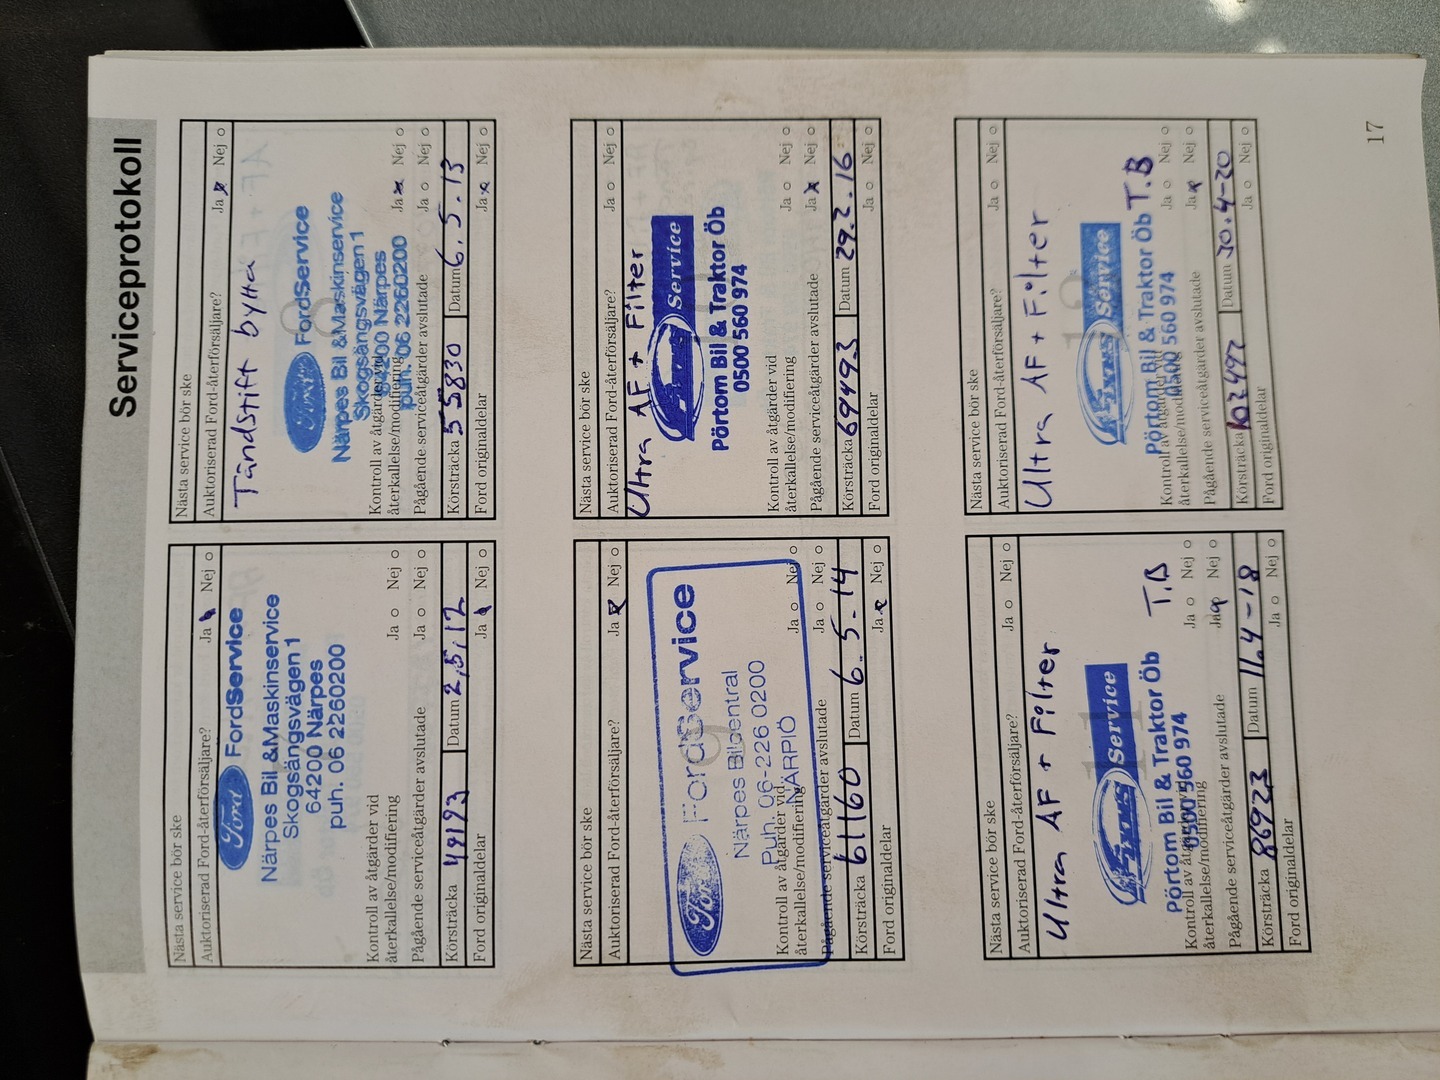 Serviceprotokoll
Nästa service bör ske
Auktoriserad Ford-återförsäljare? Ja Nej
Ford FordService
Närpes Bil &Maskinservice
Skogsängsvägen 1
64200 Närpes
puh. 06 2260200
Kontroll av åtgärder vid
återkallelse/modifiering Ja Nej
Pågående serviceåtgärder avslutade Ja Nej
Körsträcka Datum 2,5,12
Ford originaldelar Ja Nej
Nästa service bör ske
Auktoriserad Ford-återförsäljare? Ja Nej
Tändstift bytta
8
Ford Fordservice
Närpes Bil &Maskinservice
Skogsängsvägen 1
64200 Närpes
puh. 06 2260200
Kontroll av åtgärder vid
återkallelse/modifiering Ja Nej
Pågående serviceåtgärder avslutade Ja Nej
Körsträcka 55830 Datum 6.5.13
Ford originaldelar Ja Nej
Nästa service bör ske
Auktoriserad Ford-återförsäljare? Ja Nej
9
Ford FordService
Närpes Bilcentral
Puh. 06-226 0200
NÄRPIÖ
Kontroll av åtgärder vid
återkallelse/modifiering Ja Nej
Pågående serviceåtgärder avslutade Ja Nej
Körsträcka 61160 Datum 6.5.14
Ford originaldelar Ja Nej
Nästa service bör ske
Auktoriserad Ford-återförsäljare? Ja Nej
Ultra AF + Filter
Service
Pörtom Bil & Traktor Öb
0500 560 974
Kontroll av åtgärder vid
återkallelse/modifiering Ja Nej
Pågående serviceåtgärder avslutade Ja Nej
Körsträcka 69493 Datum 29.2.16
Ford originaldelar Ja Nej
Nästa service bör ske
Auktoriserad Ford-återförsäljare? Ja Nej
Ultra AF + Filter
11
Service
Pörtom Bil & Traktor Öb T.B
0500 560 974
Kontroll av åtgärder vid
återkallelse/modifiering Ja Nej
Pågående serviceåtgärder avslutade Ja Nej
Körsträcka 86923 Datum 11.4-18
Ford originaldelar Ja Nej
Nästa service bör ske
Auktoriserad Ford-återförsäljare? Ja Nej
Ultra AF + Filter
12
Service
Pörtom Bil & Traktor Öb T.B
0500 560 974
Kontroll av åtgärder vid
återkallelse/modifiering Ja Nej
Pågående serviceåtgärder avslutade Ja Nej
Körsträcka Datum 30.4-20
Ford originaldelar Ja Nej
17